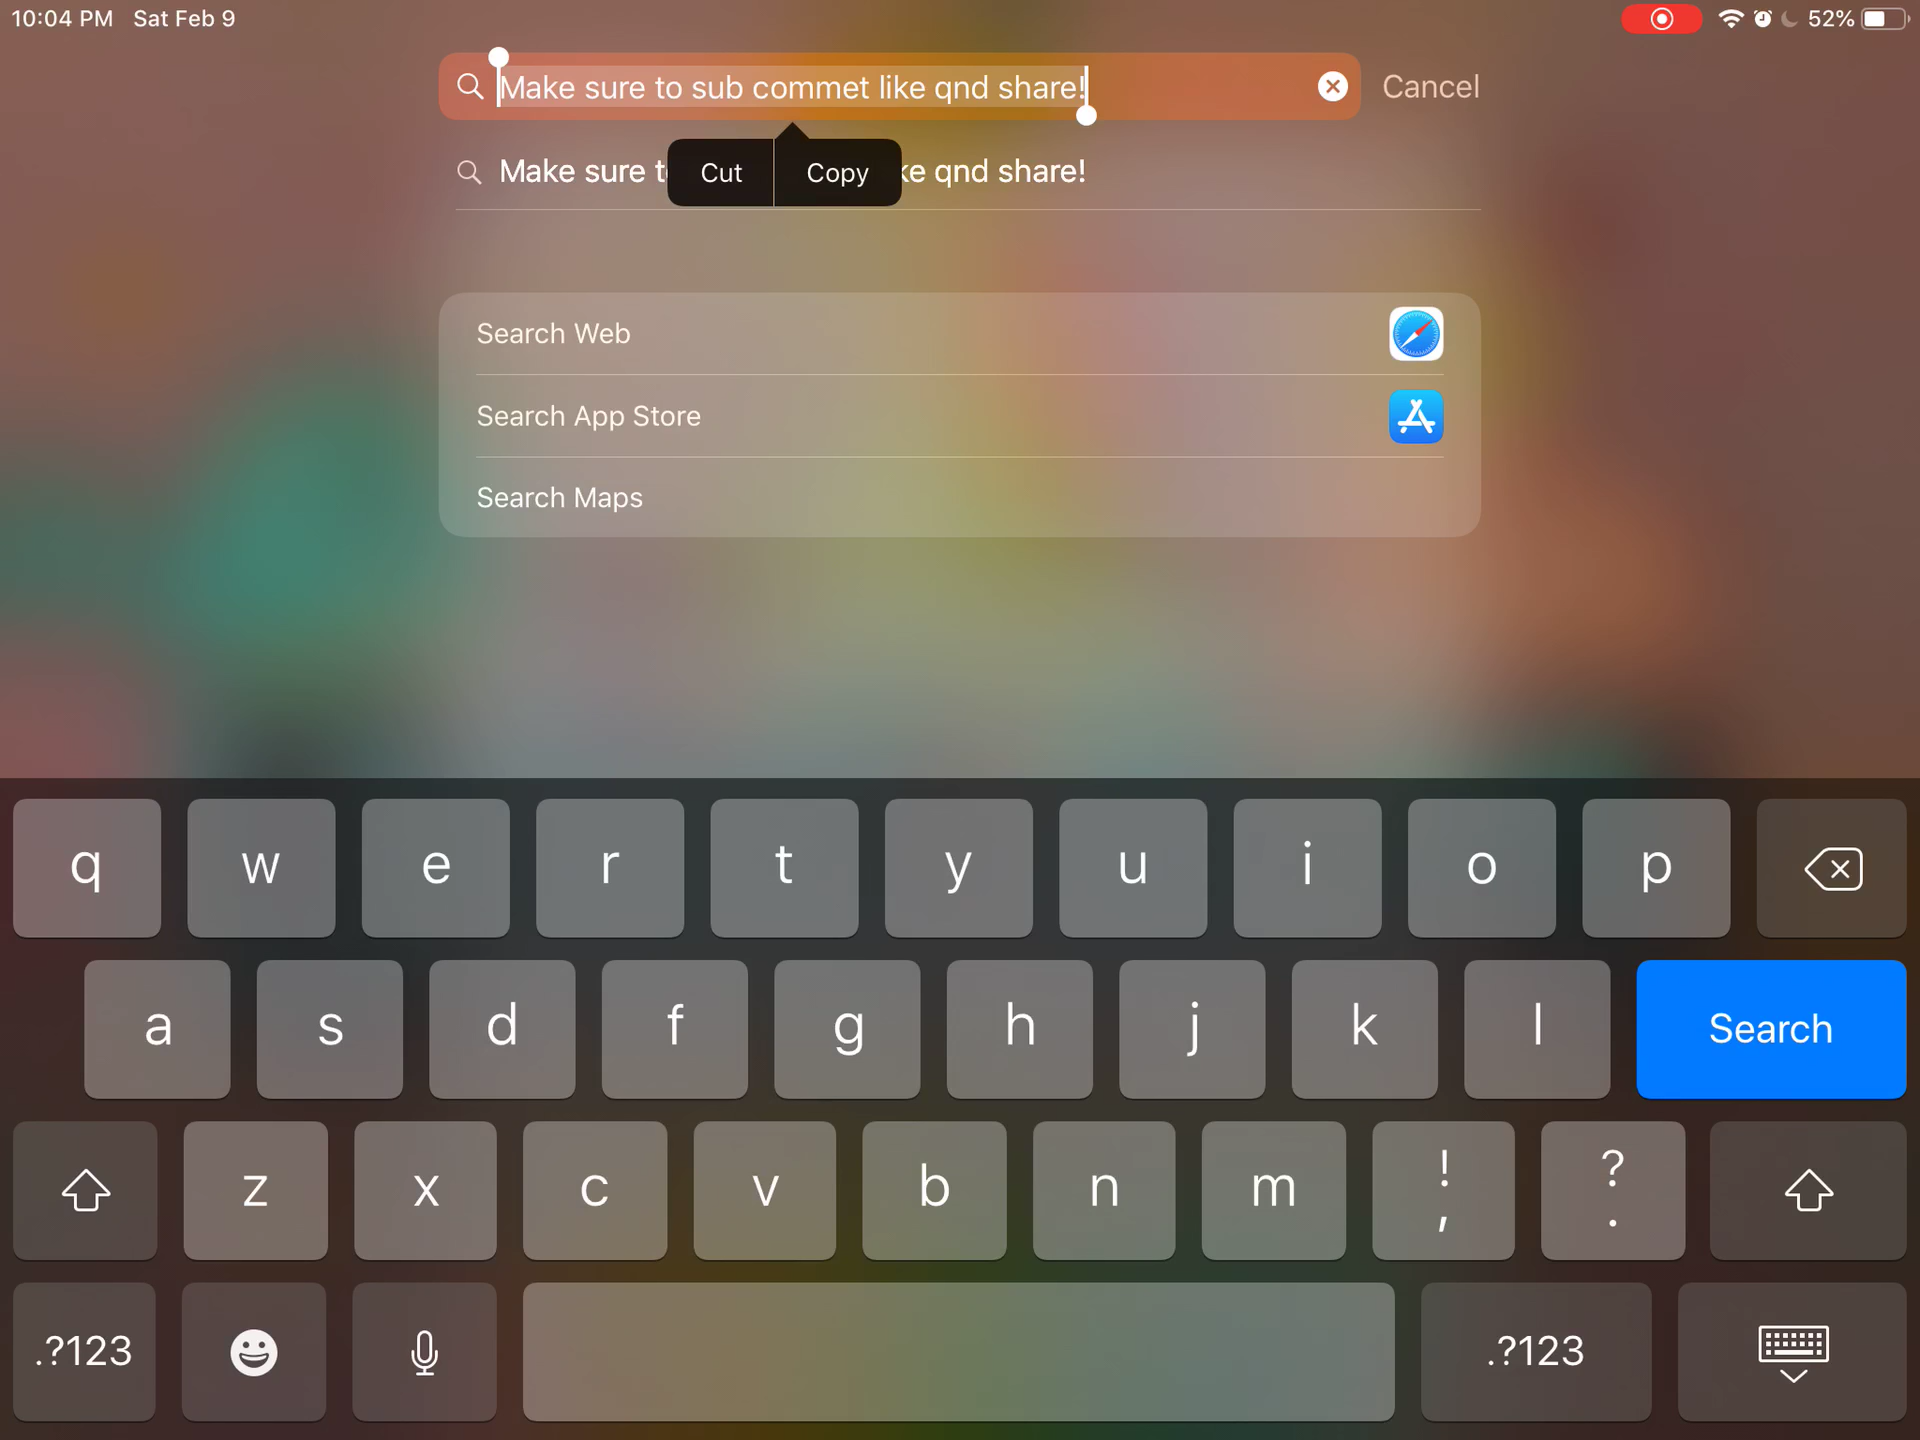 10:04 PM Sat Feb 9 52%
Make sure to sub commet like qnd share! Cancel
Make sure t ke qnd share!
Cut Copy
Search Web
Search App Store
Search Maps
q w e r t y u i o p
a s d f g h j k l Search
z x c v b n m ! , ? .
.?123 .?123